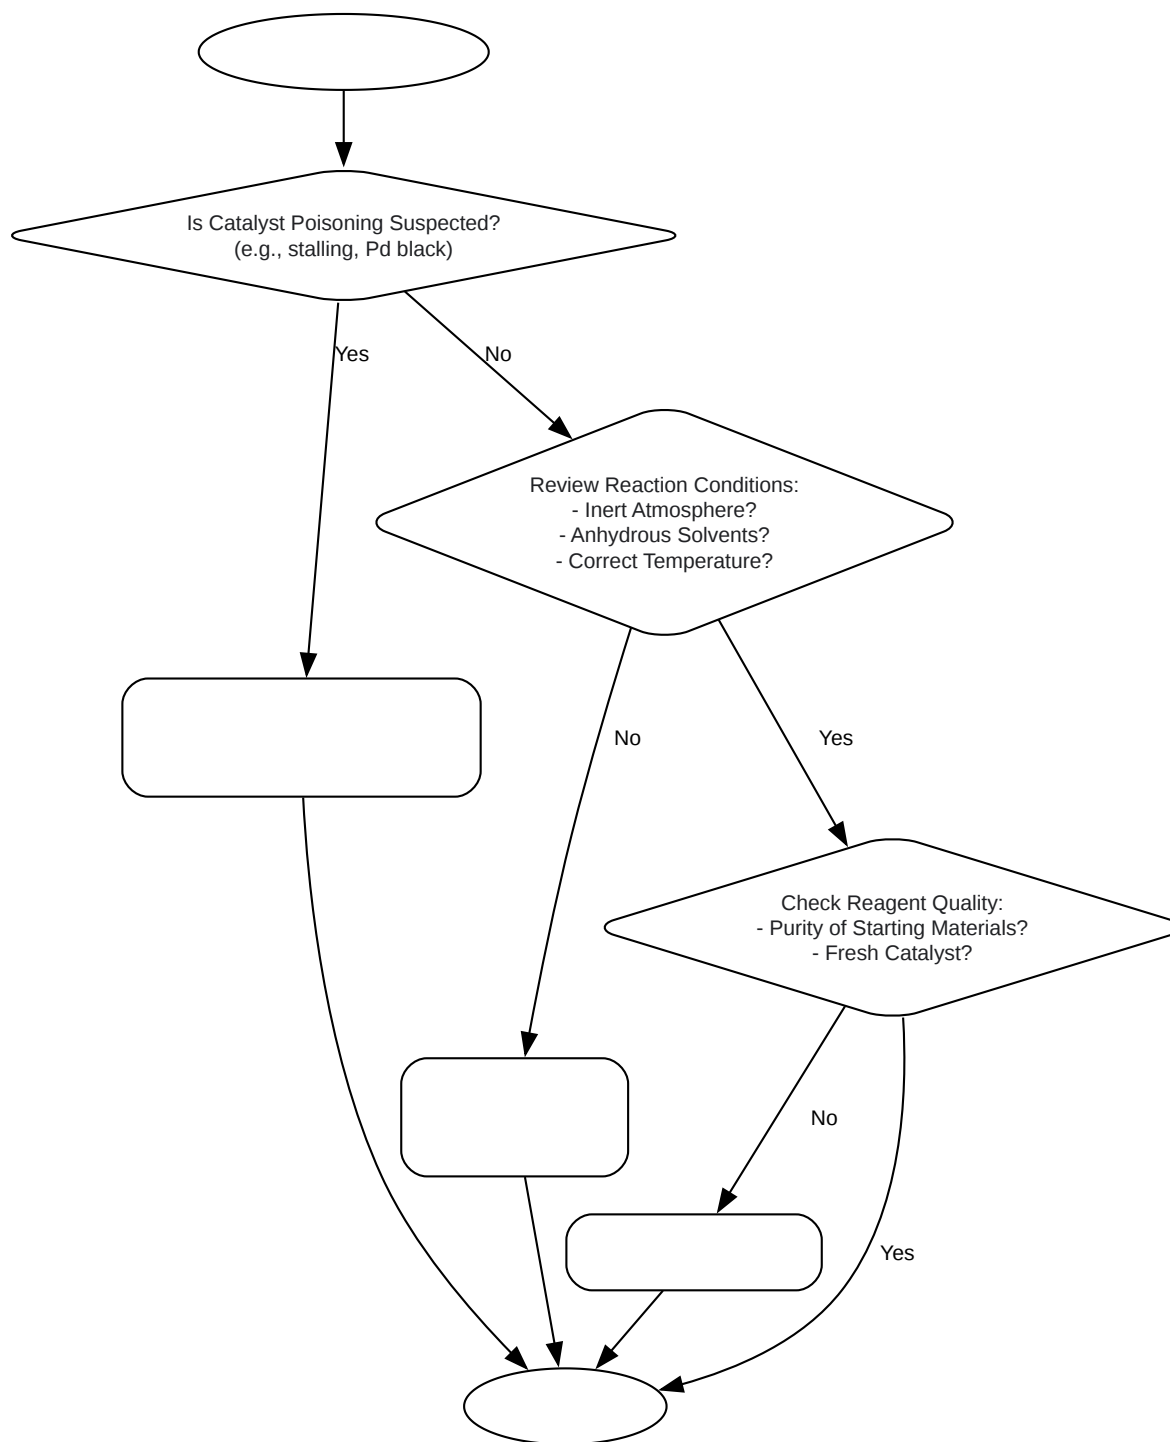 Is Catalyst Poisoning Suspected?
(e.g., stalling, Pd black)
Yes
No
Review Reaction Conditions:
- Inert Atmosphere?
- Anhydrous Solvents?
- Correct Temperature?
No
Yes
Check Reagent Quality:
- Purity of Starting Materials?
- Fresh Catalyst?
No
Yes